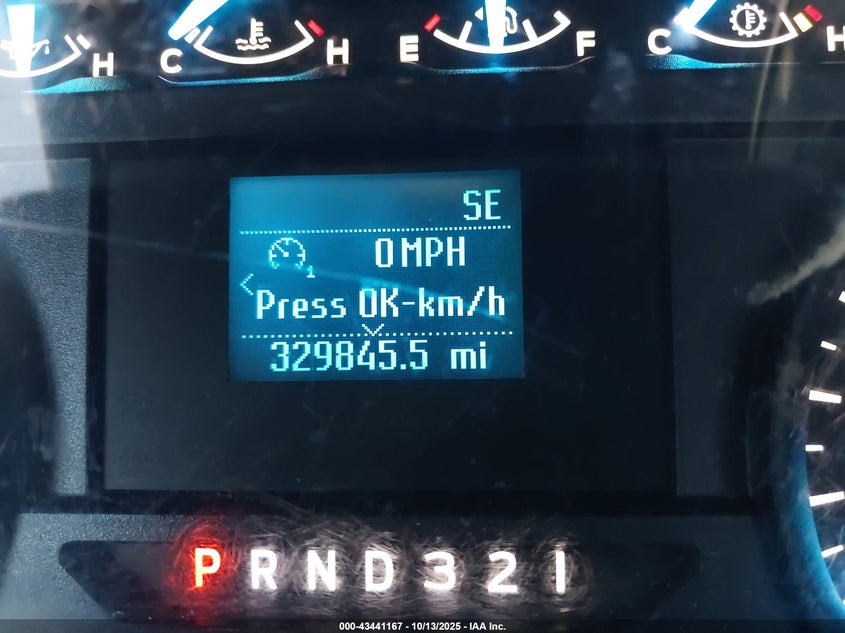 H C H E F C H
SE
0 MPH
1
Press OK-km/h
329845.5 mi
P R N D 3 2 1
000-43441167 - 10/13/2025 - IAA Inc.